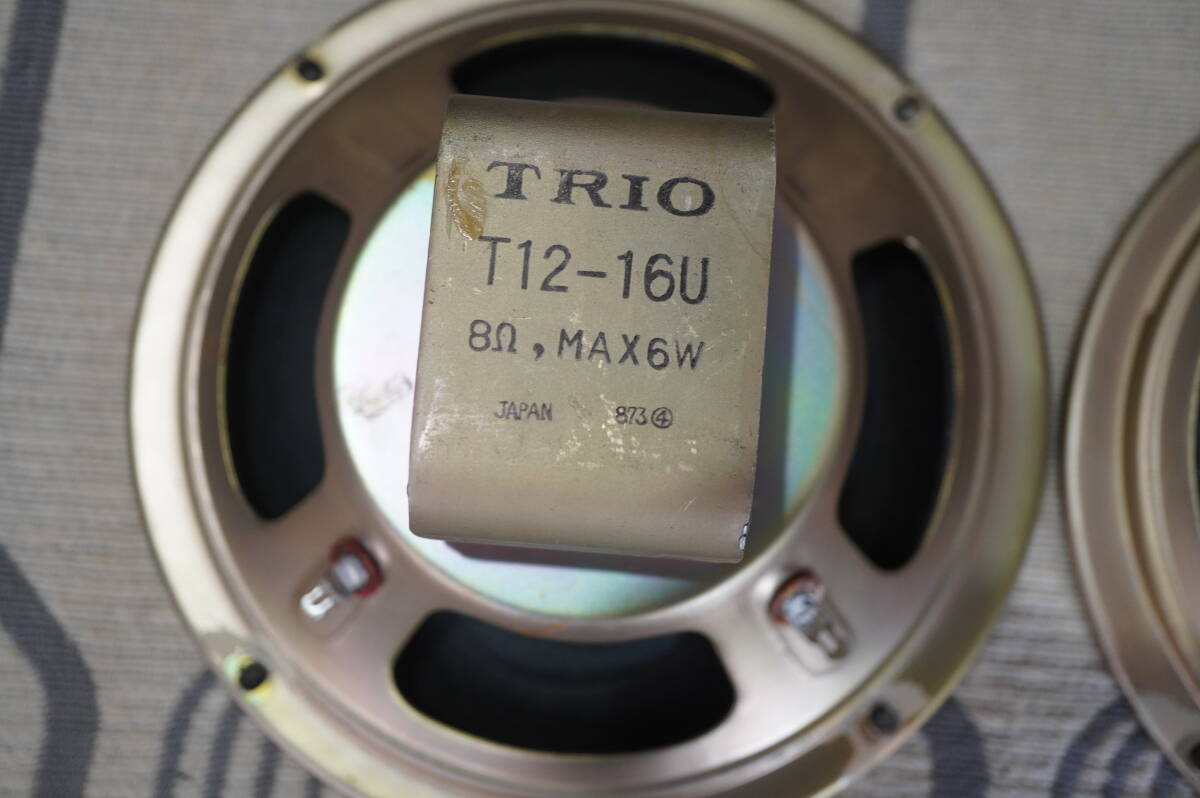 TRIO
T12-16U
8Ω, MAX6W
JAPAN 873④